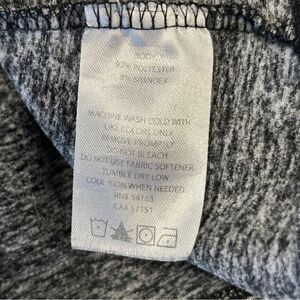 BODY:
92% POLYESTER
8% SPANDEX
MACHINE WASH COLD WITH
LIKE COLORS ONLY
REMOVE PROMPTLY
DO NOT BLEACH
DO NOT USE FABRIC SOFTENER
TUMBLE DRY LOW
COOL IRON WHEN NEEDED
RN# 54163
CA# 57151